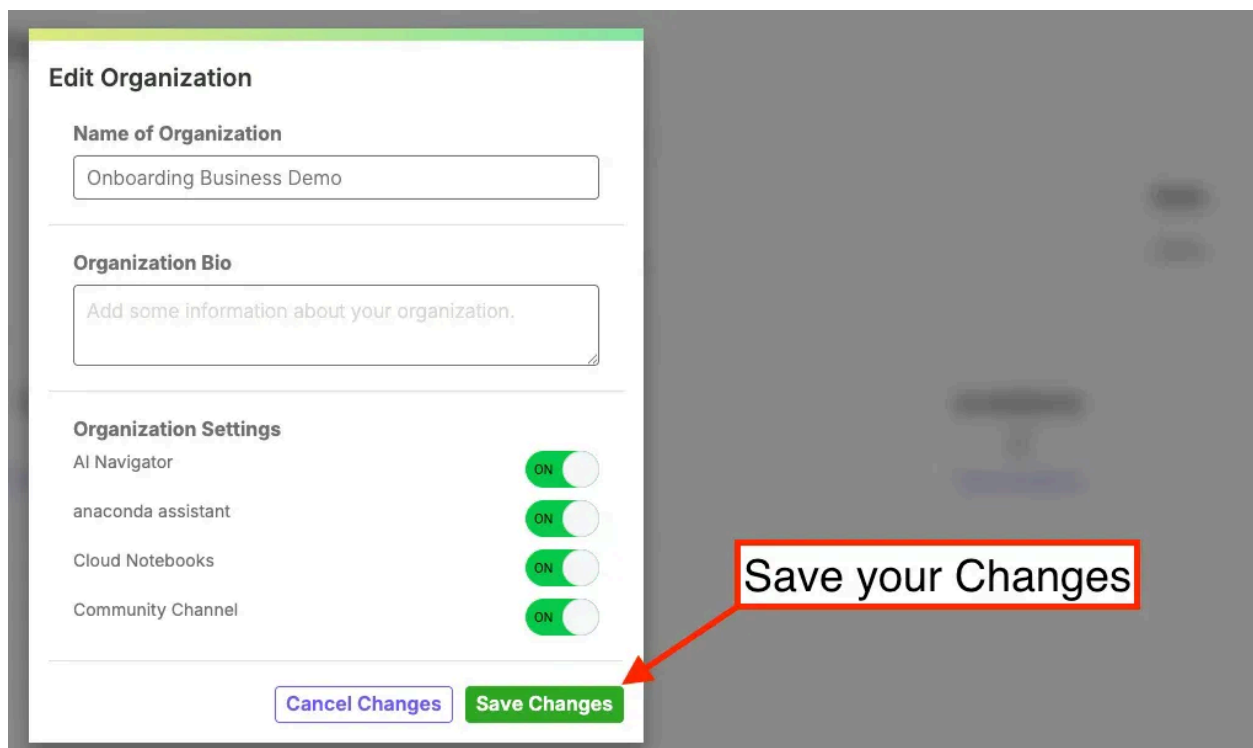 Edit Organization
Name of Organization
Onboarding Business Demo
Organization Bio
Add some information about your organization.
Organization Settings
AI Navigator
ON
anaconda assistant
ON
Cloud Notebooks
ON
Community Channel
ON
Save your Changes
Cancel Changes
Save Changes